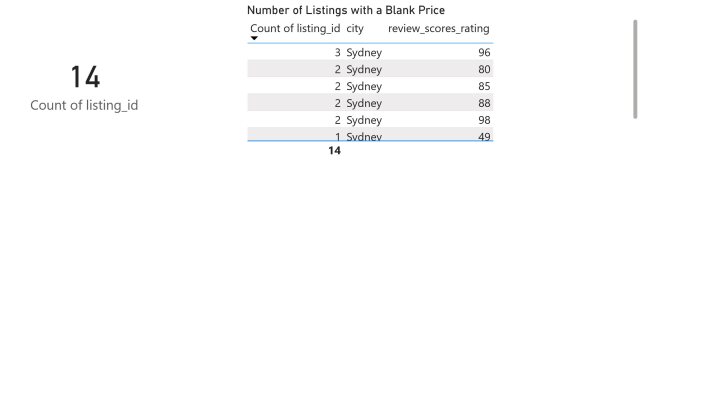 Number of Listings with a Blank Price
Count of listing_id city review_scores_rating
3 Sydney 96
2 Sydney 80
2 Sydney 85
2 Sydney 88
2 Sydney 98
1 Sydney 49
14
14
Count of listing_id